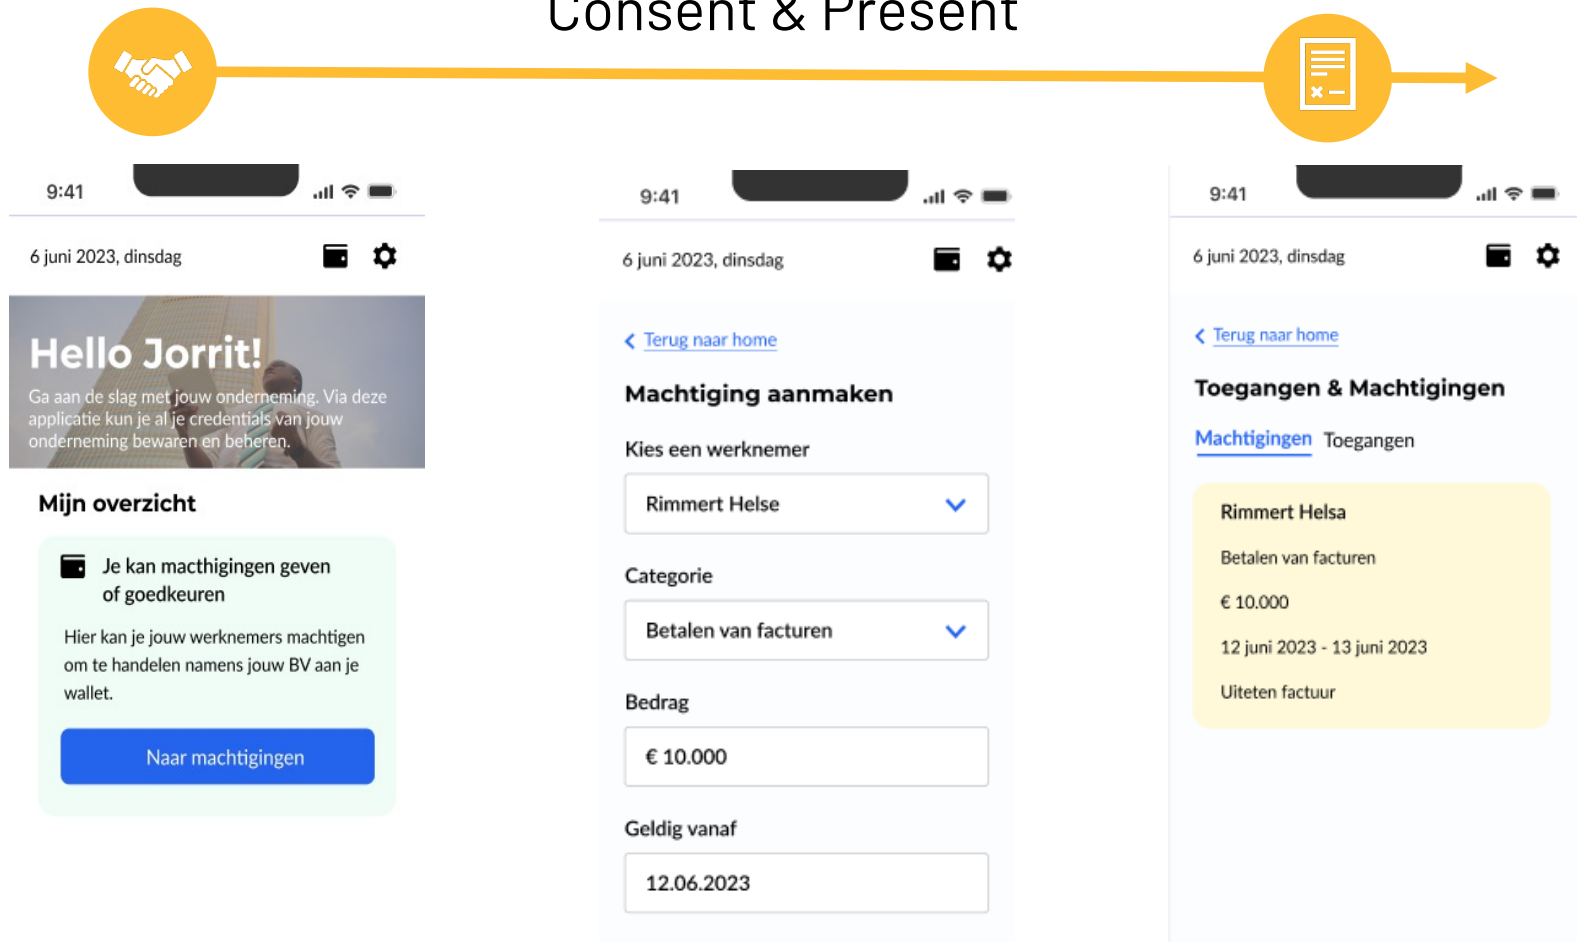 Consent & Present
9:41
6 juni 2023, dinsdag
Hello Jorrit!
Ga aan de slag met jouw onderneming. Via deze
applicatie kun je al je credentials van jouw
onderneming bewaren en beheren.
Mijn overzicht
Je kan macthigingen geven
of goedkeuren
Hier kan je jouw werknemers machtigen
om te handelen namens jouw BV aan je
wallet.
Naar machtigingen
9:41
6 juni 2023, dinsdag
Terug naar home
Machtiging aanmaken
Kies een werknemer
Rimmert Helse
Categorie
Betalen van facturen
Bedrag
€ 10.000
Geldig vanaf
12.06.2023
9:41
6 juni 2023, dinsdag
Terug naar home
Toegangen & Machtigingen
Machtigingen Toegangen
Rimmert Helsa
Betalen van facturen
€ 10.000
12 juni 2023 - 13 juni 2023
Uiteten factuur